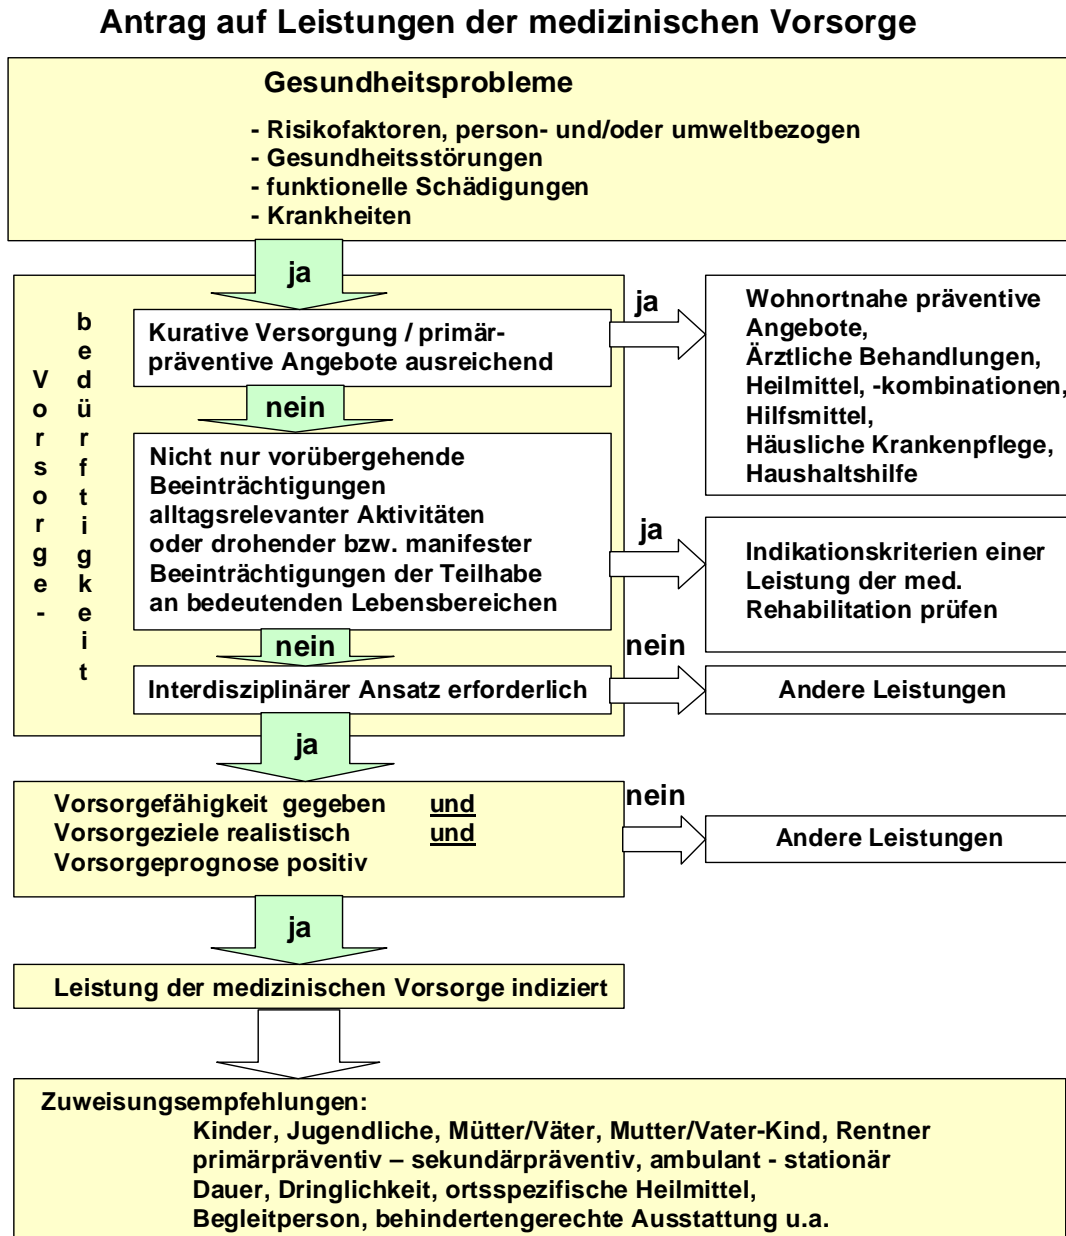 Antrag auf Leistungen der medizinischen Vorsorge
Gesundheitsprobleme
- Risikofaktoren, person- und/oder umweltbezogen
- Gesundheitsstörungen
- funktionelle Schädigungen
- Krankheiten
ja
Vorsorge-
bedürftigkeit
Kurative Versorgung / primär-
präventive Angebote ausreichend
ja
Wohnortnahe präventive
Angebote,
Ärztliche Behandlungen,
Heilmittel, -kombinationen,
Hilfsmittel,
Häusliche Krankenpflege,
Haushaltshilfe
nein
Nicht nur vorübergehende
Beeinträchtigungen
alltagsrelevanter Aktivitäten
oder drohender bzw. manifester
Beeinträchtigungen der Teilhabe
an bedeutenden Lebensbereichen
ja
Indikationskriterien einer
Leistung der med.
Rehabilitation prüfen
nein
Interdisziplinärer Ansatz erforderlich
nein
Andere Leistungen
ja
Vorsorgefähigkeit gegeben und
Vorsorgeziele realistisch und
Vorsorgeprognose positiv
nein
Andere Leistungen
ja
Leistung der medizinischen Vorsorge indiziert
Zuweisungsempfehlungen:
Kinder, Jugendliche, Mütter/Väter, Mutter/Vater-Kind, Rentner
primärpräventiv – sekundärpräventiv, ambulant - stationär
Dauer, Dringlichkeit, ortsspezifische Heilmittel,
Begleitperson, behindertengerechte Ausstattung u.a.